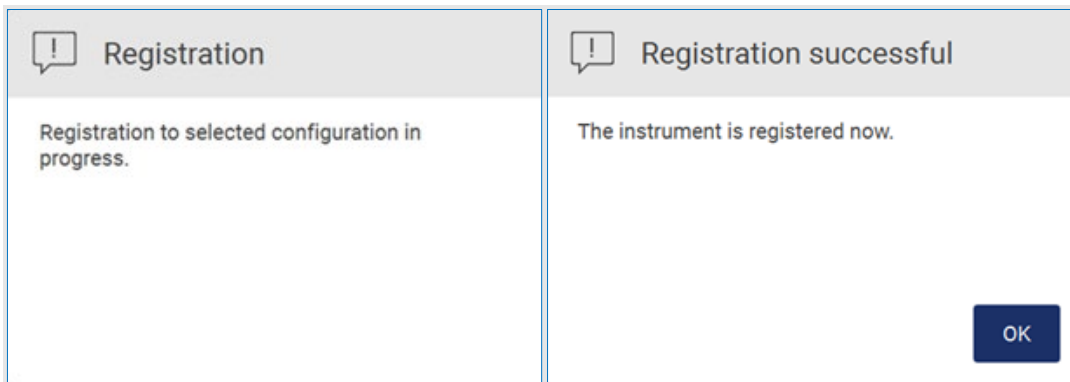 Registration
Registration to selected configuration in
progress.
Registration successful
The instrument is registered now.
OK